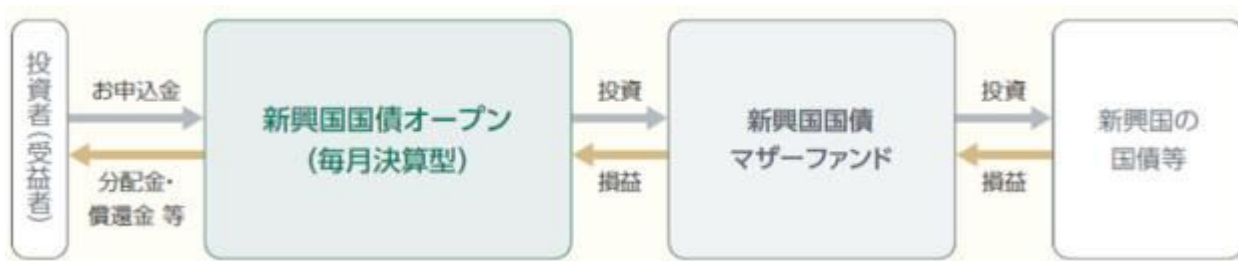 投資者(受益者)
お申込金
分配金・
償還金 等
新興国国債オープン
(毎月決算型)
投資
損益
新興国国債
マザーファンド
投資
損益
新興国の
国債等